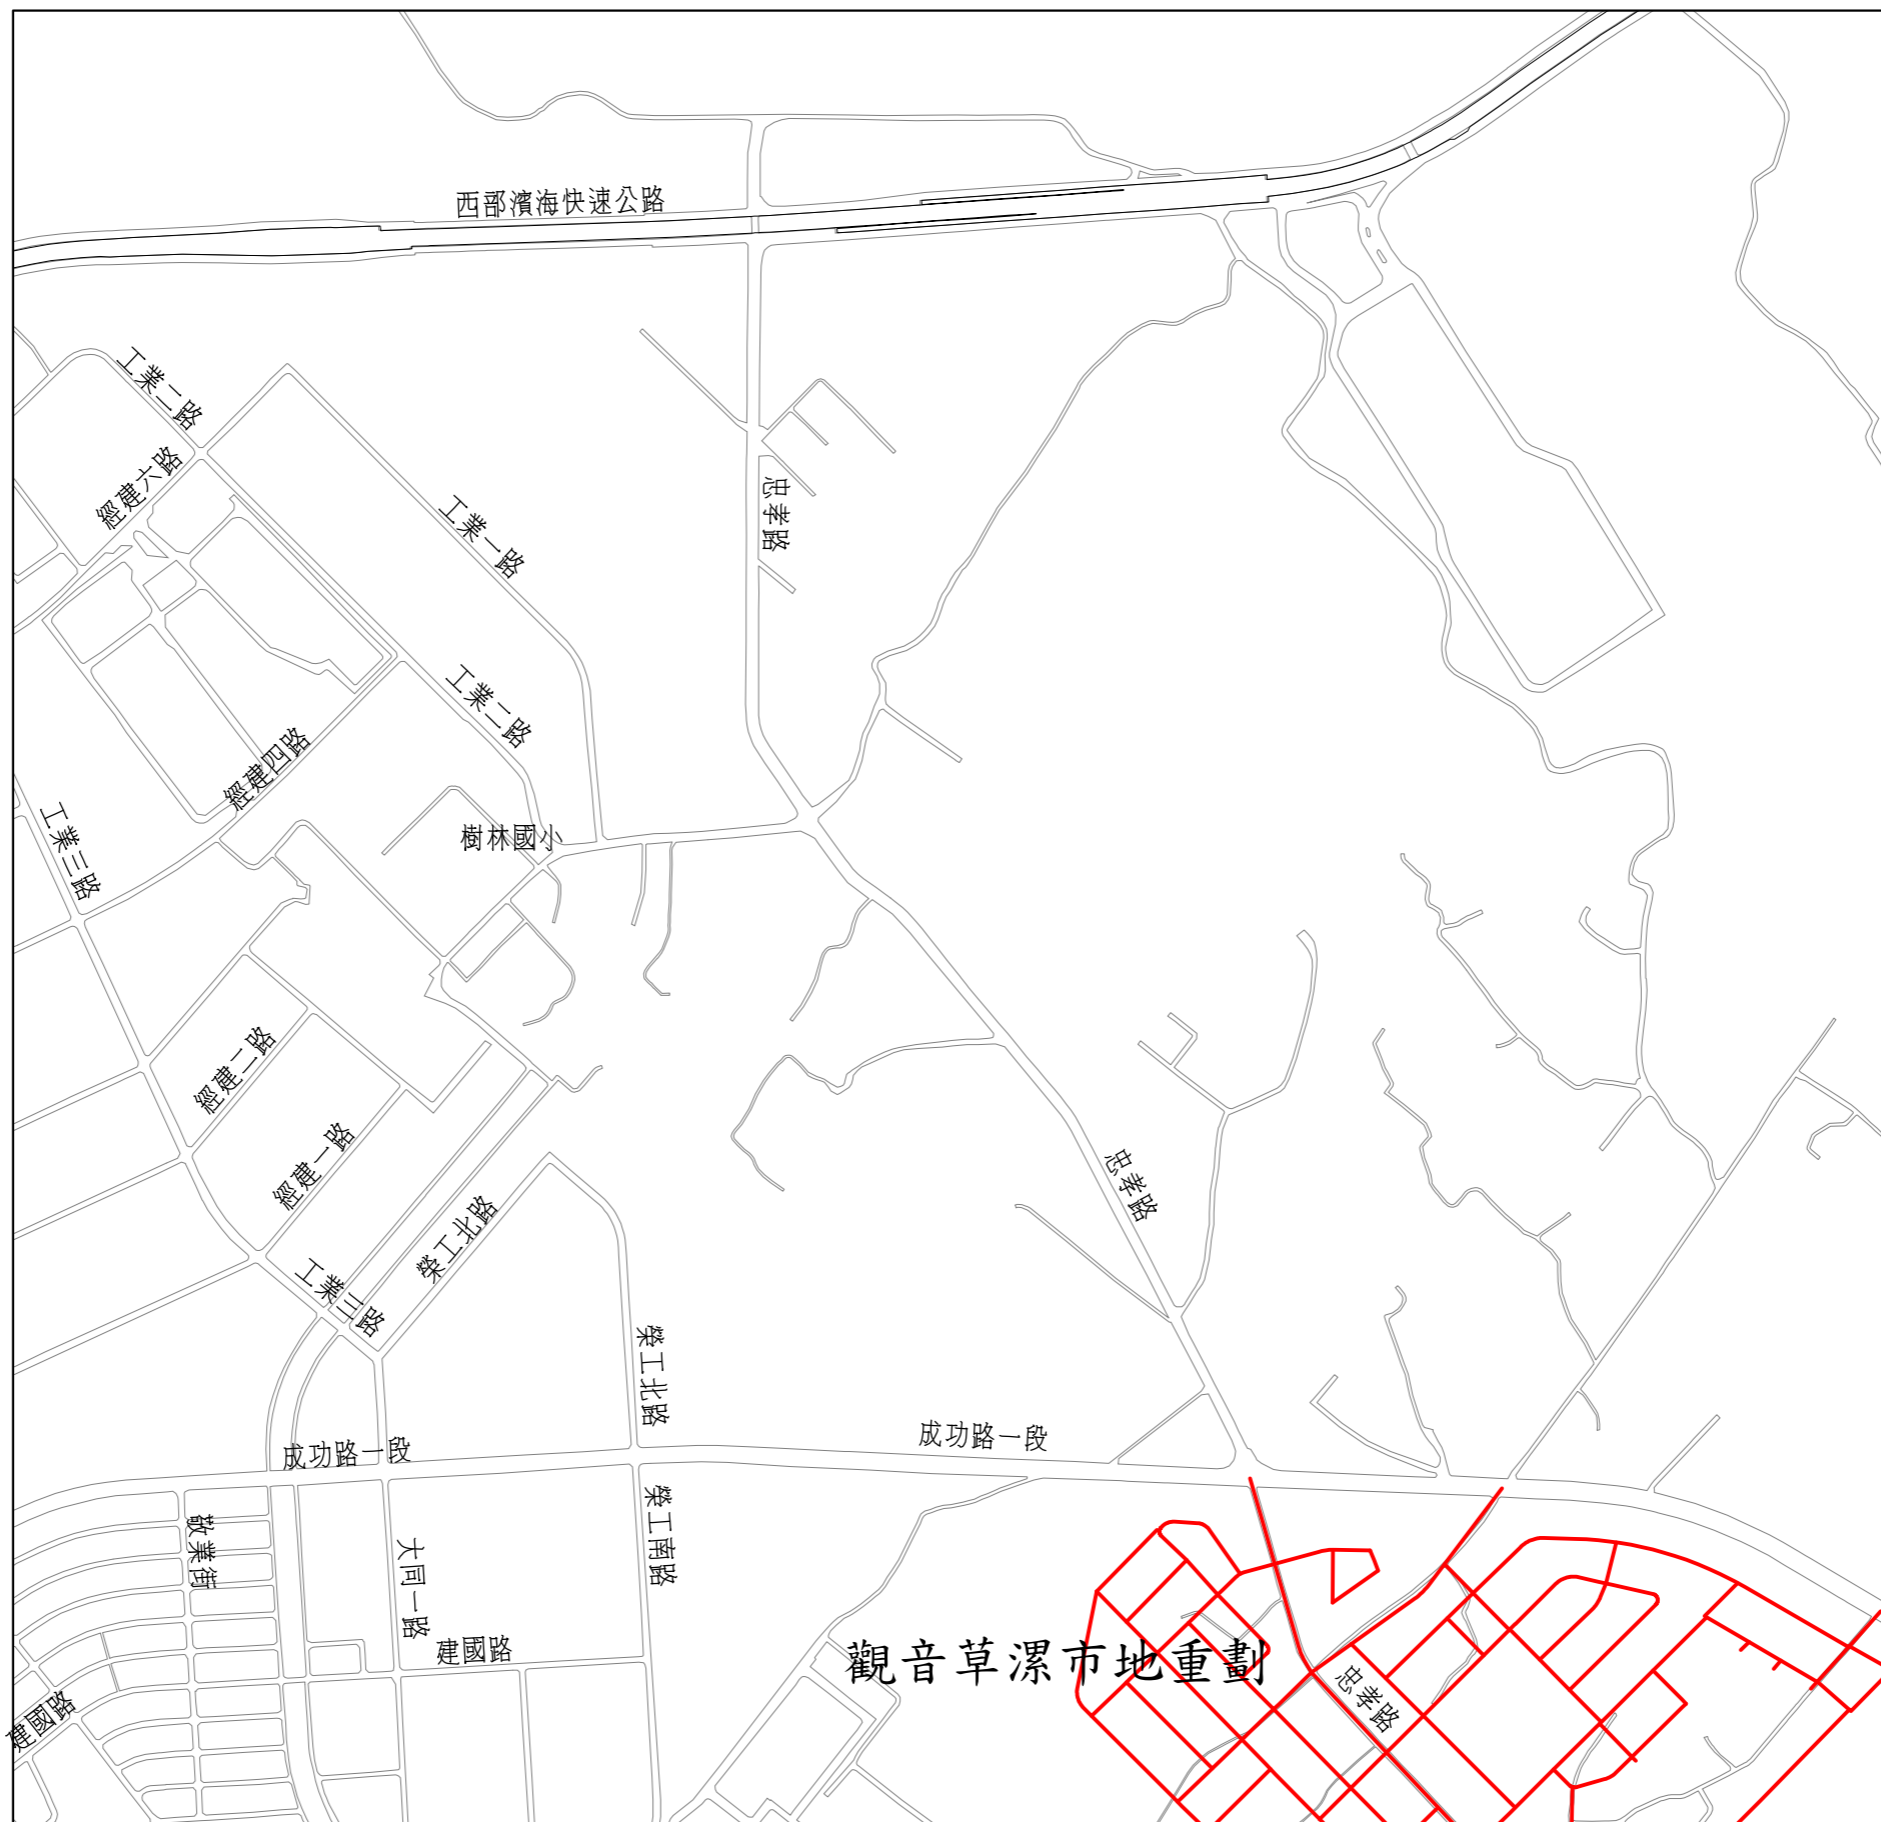 西部濱海快速公路
工業二路
經建六路
工業一路
忠孝路
工業二路
經建四路
工業三路
樹林國小
經建二路
經建一路
忠孝路
榮工北路
工業三路
榮工北路
成功路一段
成功路一段
敬業街
榮工南路
大同一路
建國路
觀音草漯市地重劃
忠孝路
建國路